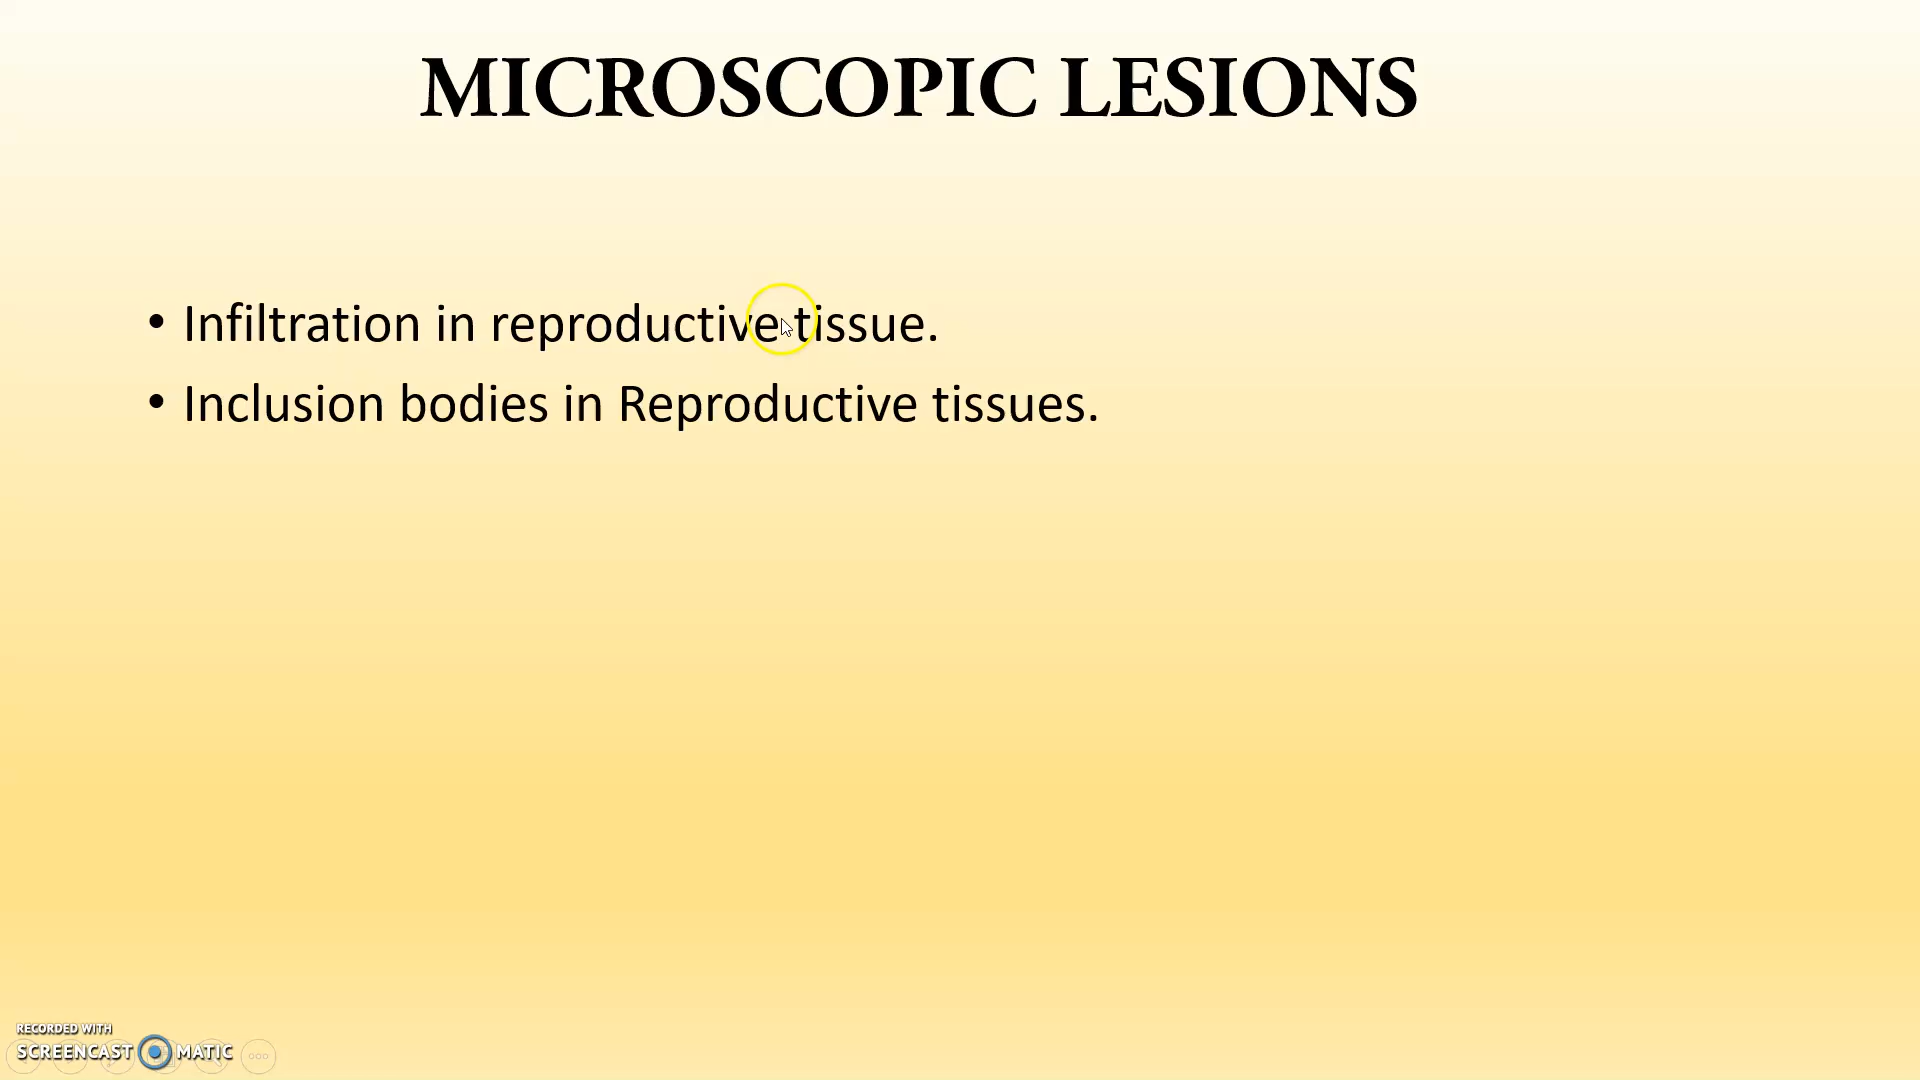 MICROSCOPIC LESIONS
• Infiltration in reproductive tissue.
• Inclusion bodies in Reproductive tissues.
RECORDED WITH
SCREENCAST MATIC